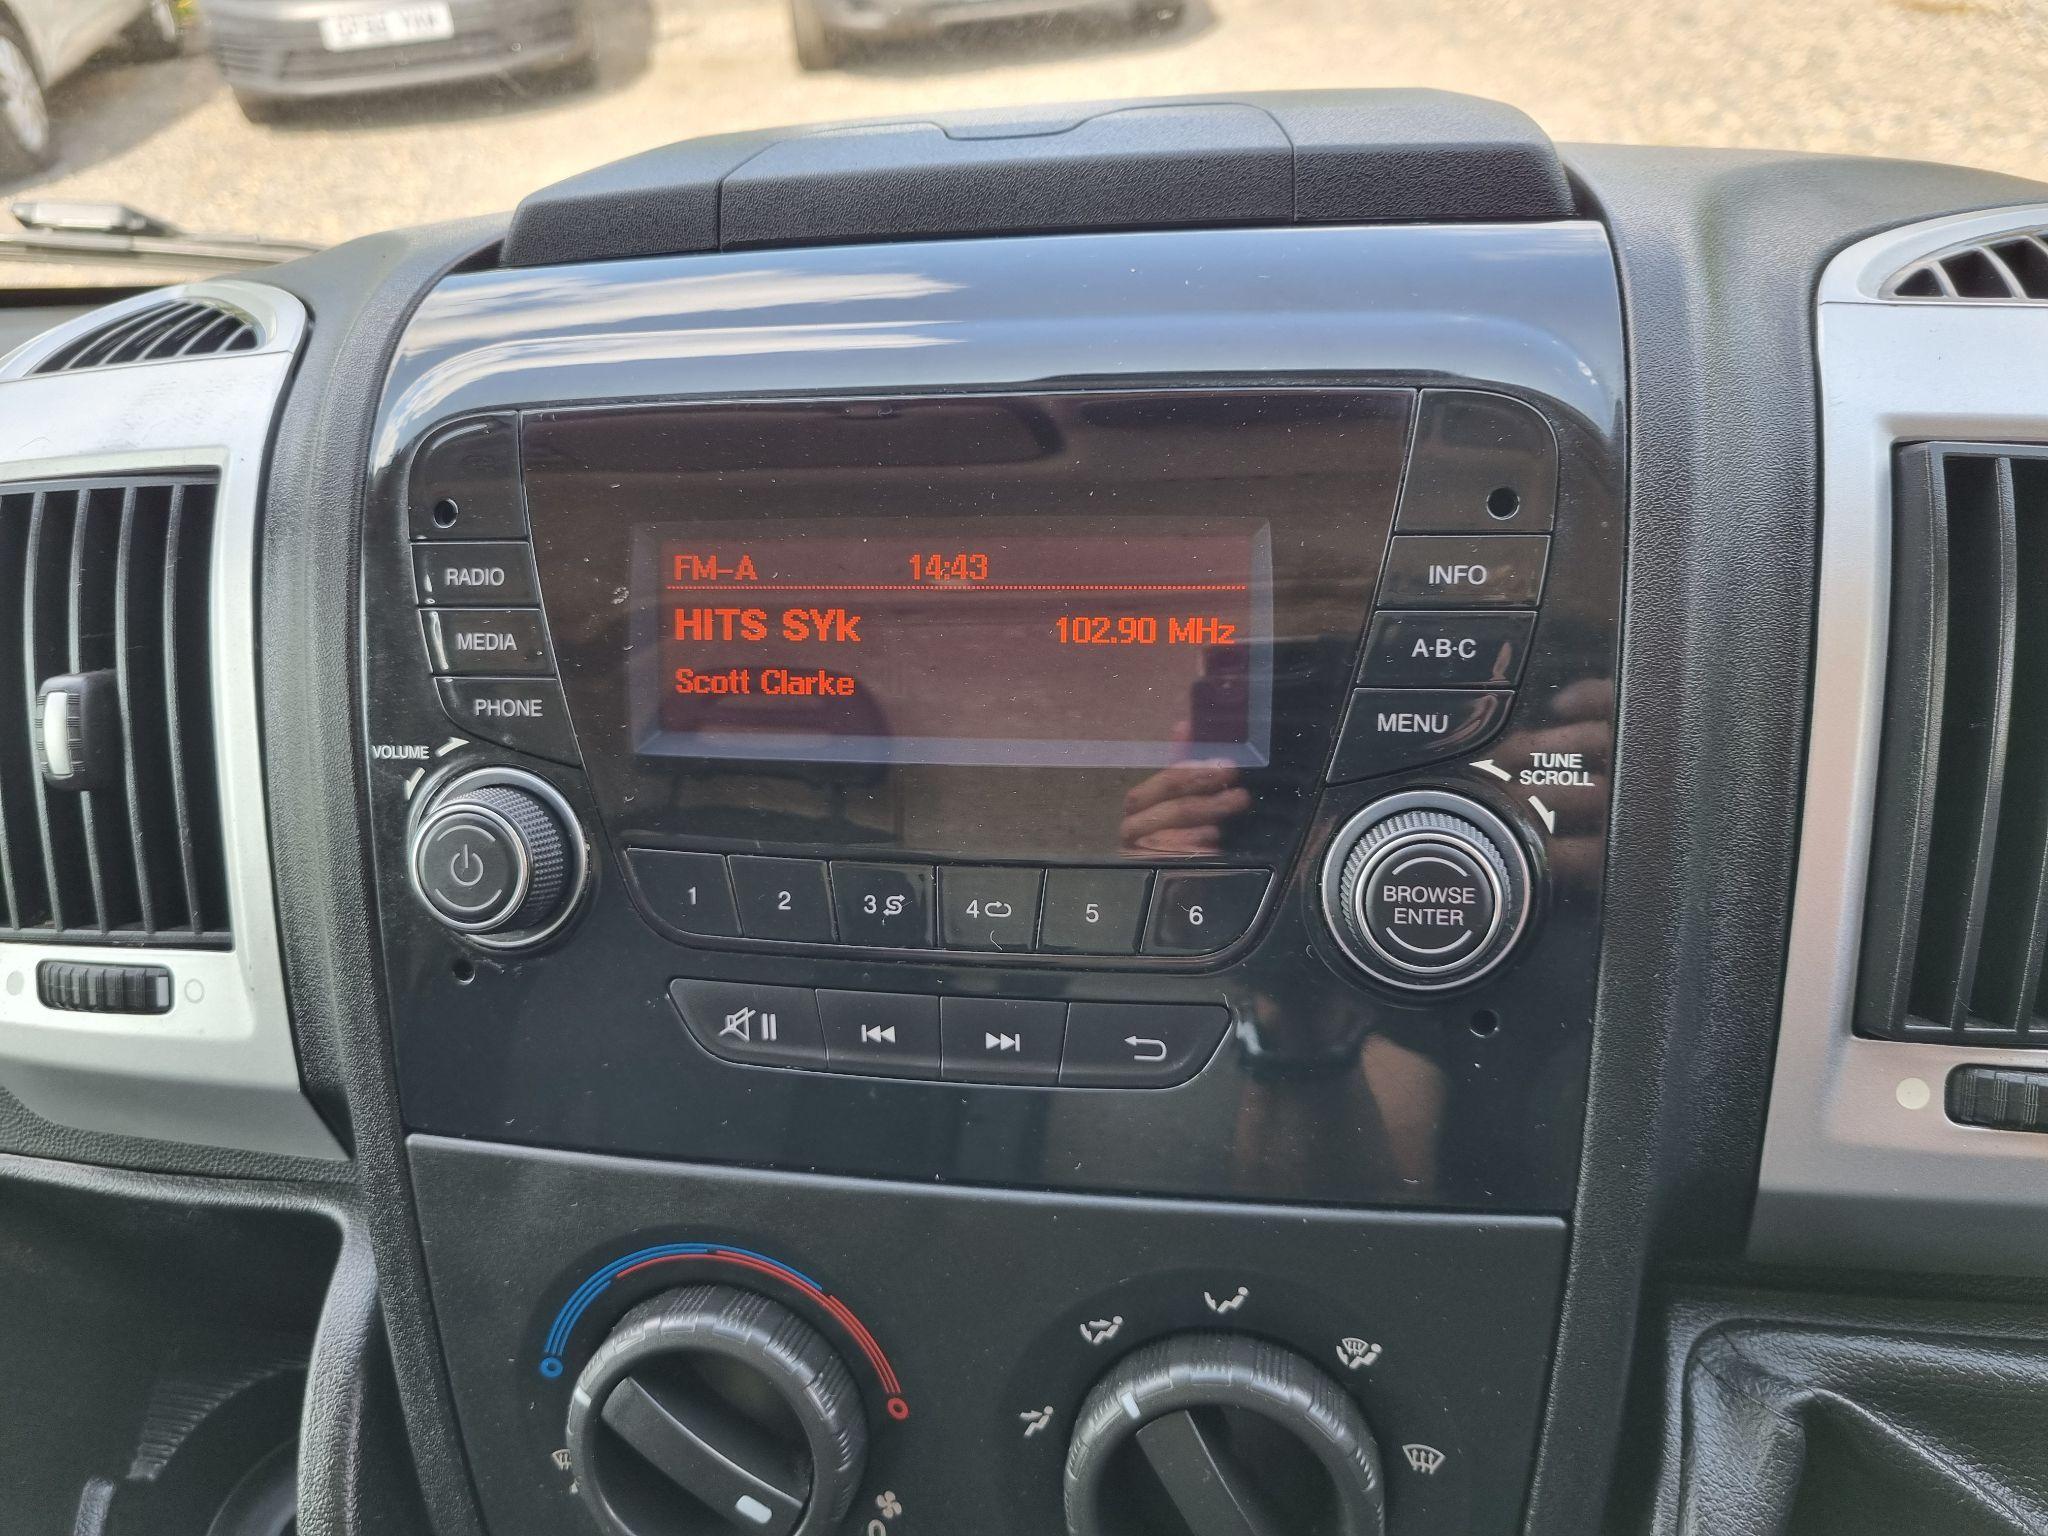 FM-A 14:43
HITS SYk 102.90 MHz
Scott Clarke
RADIO
MEDIA
PHONE
VOLUME
INFO
A·B·C
MENU
TUNE
SCROLL
BROWSE
ENTER
1 2 3 4 5 6